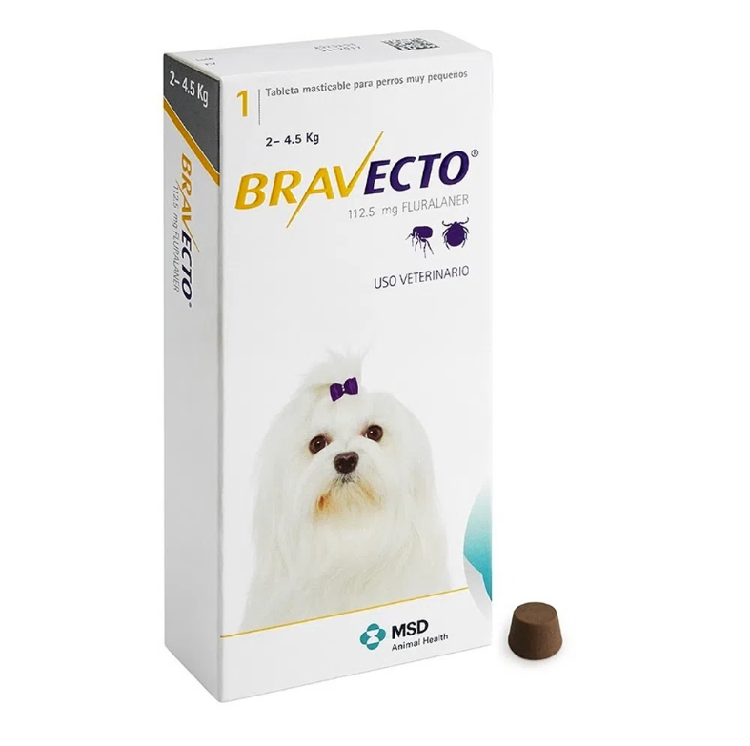 2– 4.5 Kg
BRAVECTO®
112.5 mg FLURALANER
1
Tableta masticable para perros muy pequeños
2– 4.5 Kg
BRAVECTO®
112.5 mg FLURALANER
USO VETERINARIO
MSD
Animal Health